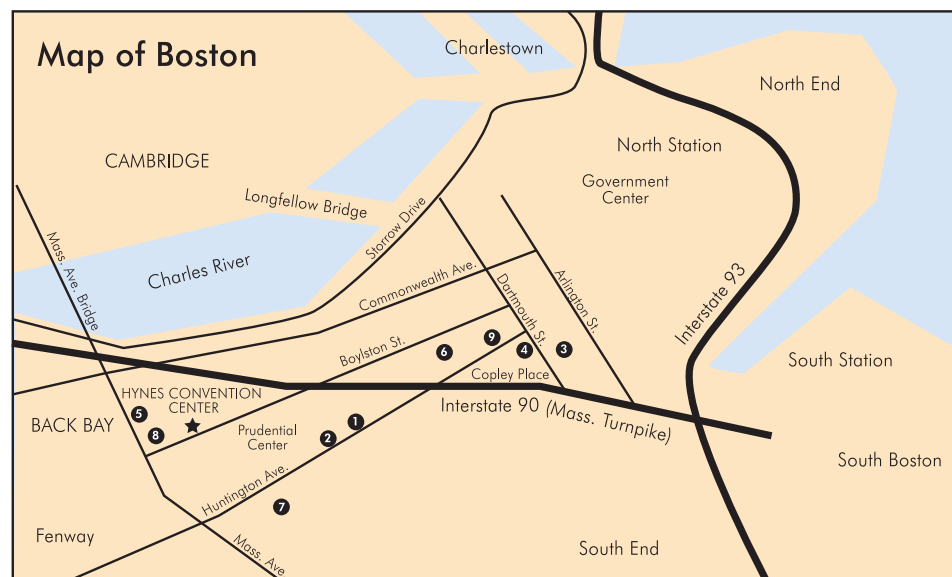 Map of Boston
Charlestown
North End
North Station
CAMBRIDGE
Government
Center
Longfellow Bridge
Storrow Drive
Mass. Ave. Bridge
Charles River
Commonwealth Ave.
Dartmouth St.
Arlington St.
Interstate 93
Boylston St.
9
6
4
3
South Station
Copley Place
HYNES CONVENTION
CENTER
Interstate 90 (Mass. Turnpike)
5
BACK BAY
8
Prudential
Center
1
2
South Boston
Huntington Ave.
7
Fenway
South End
Mass. Ave